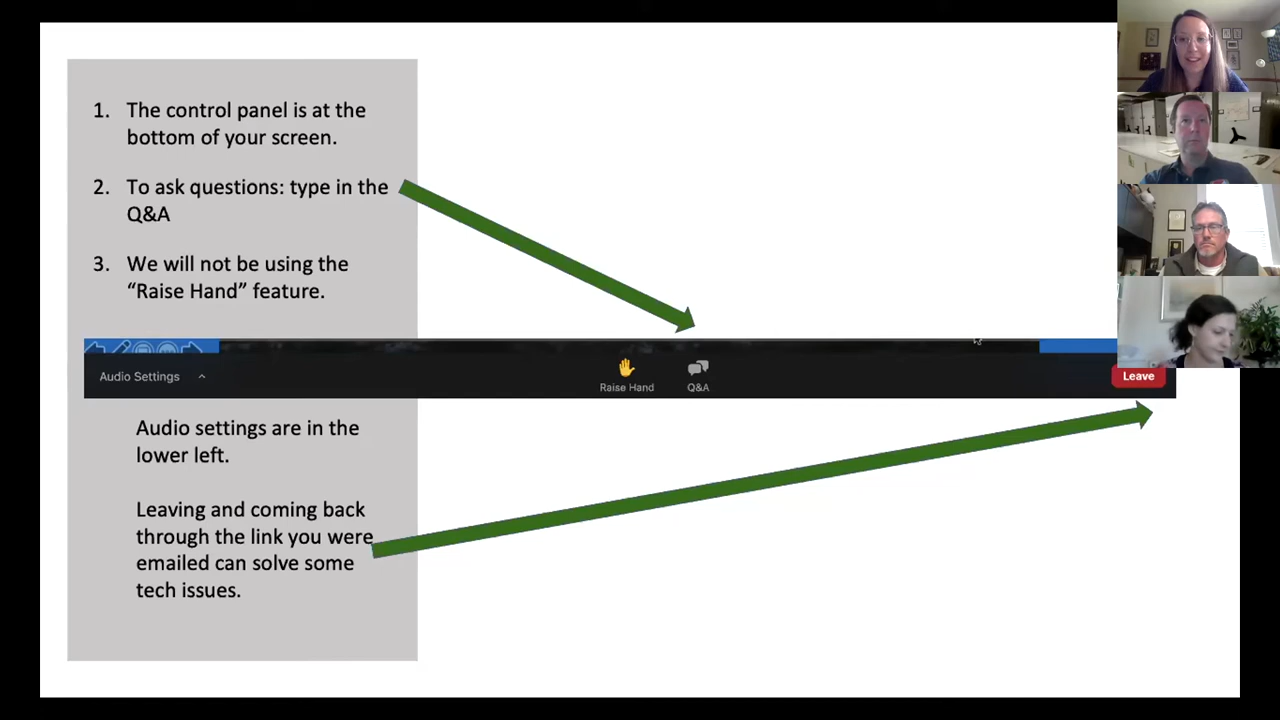 1. The control panel is at the
bottom of your screen.
2. To ask questions: type in the
Q&A
3. We will not be using the
“Raise Hand” feature.
Audio Settings
Raise Hand
Q&A
Leave
Audio settings are in the
lower left.
Leaving and coming back
through the link you were
emailed can solve some
tech issues.